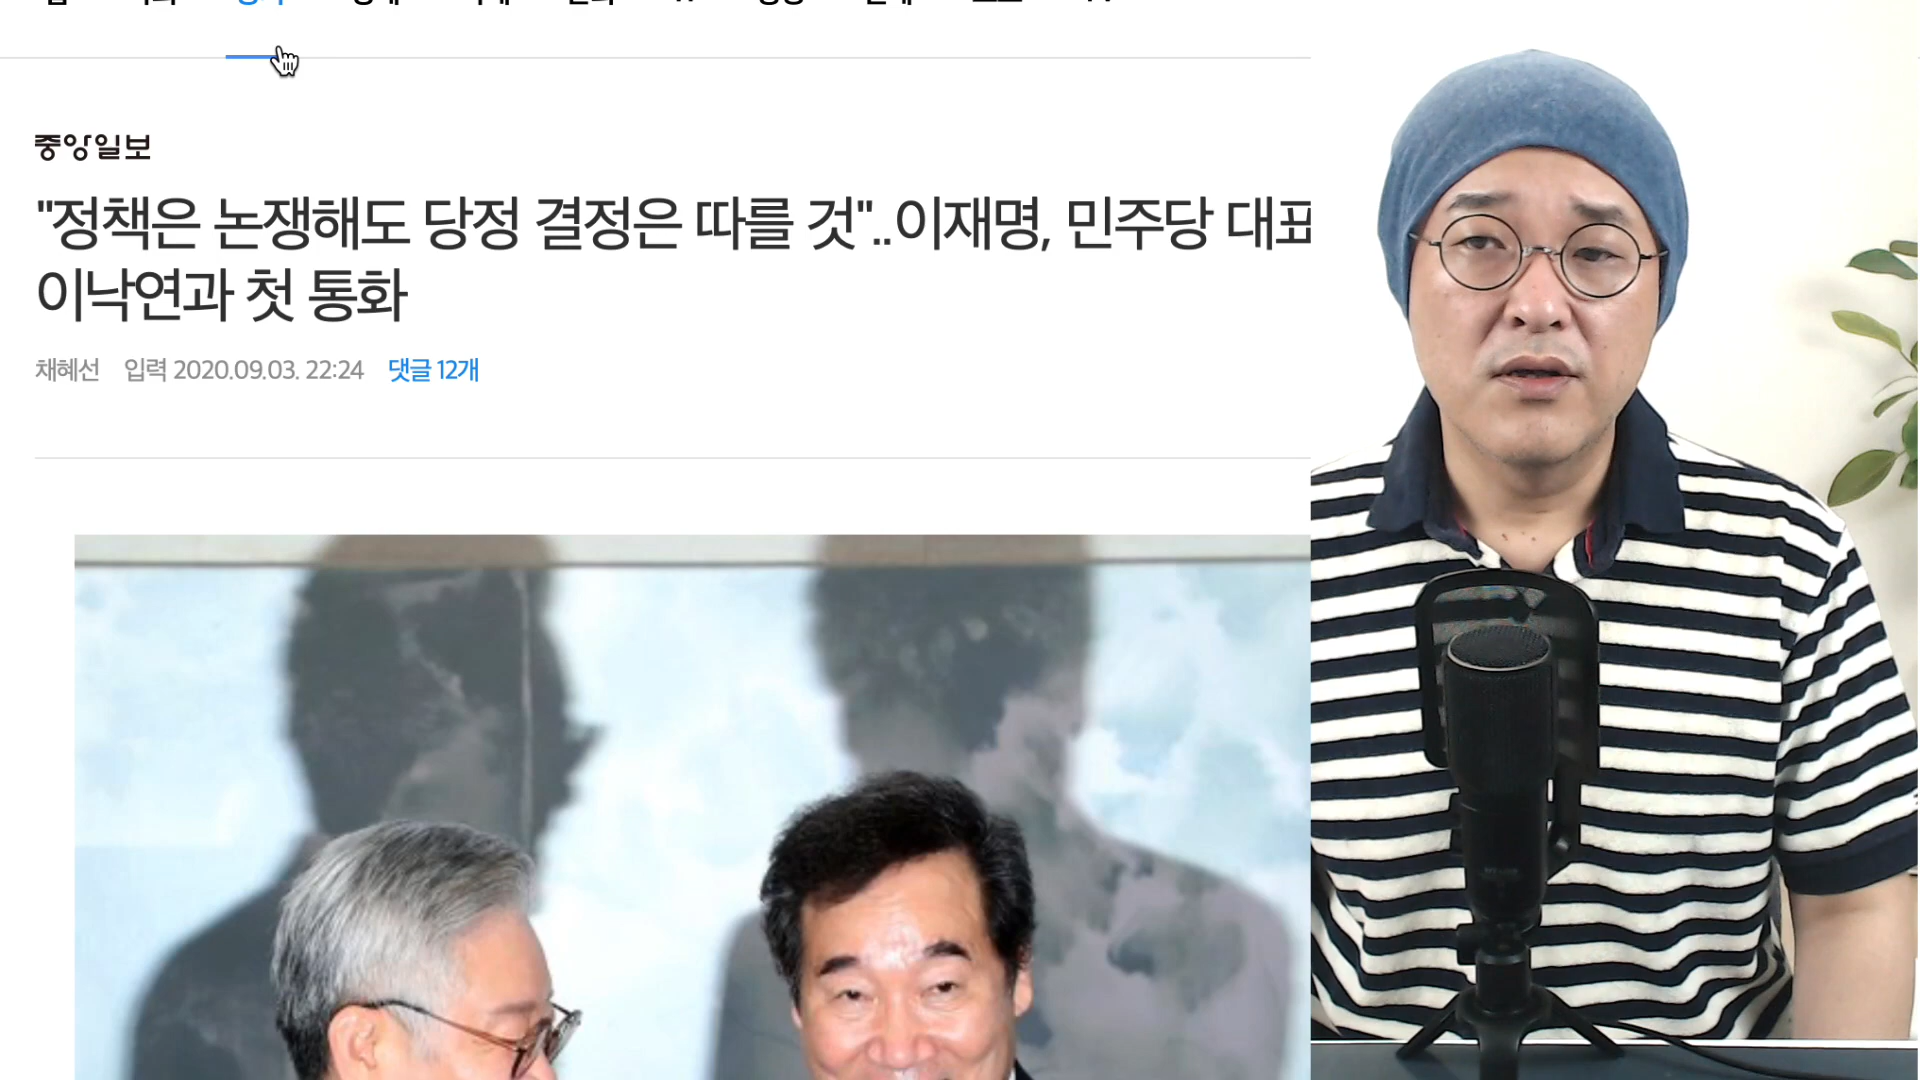 중앙일보
"정책은 논쟁해도 당정 결정은 따를 것"..이재명, 민주당 대표
이낙연과 첫 통화
채혜선 입력 2020.09.03. 22:24 댓글 12개